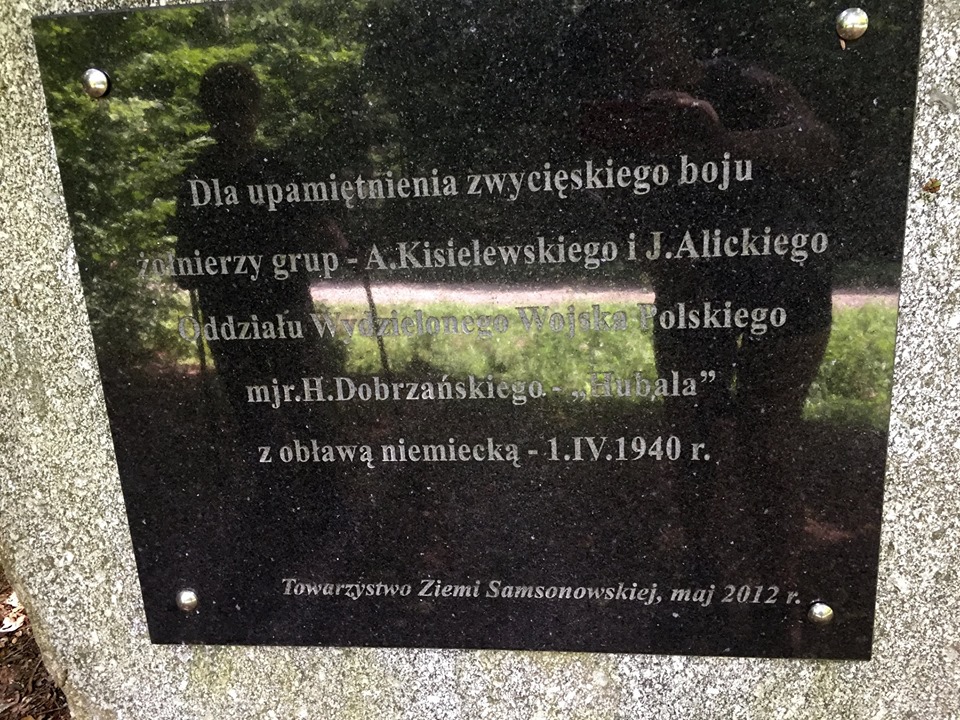 Dla upamiętnienia zwycięskiego boju
żołnierzy grup - A.Kisielewskiego i J.Alickiego
Oddziału Wydzielonego Wojska Polskiego
mjr.H.Dobrzańskiego - „Hubala”
z obławą niemiecką - 1.IV.1940 r.
Towarzystwo Ziemi Samsonowskiej, maj 2012 r.